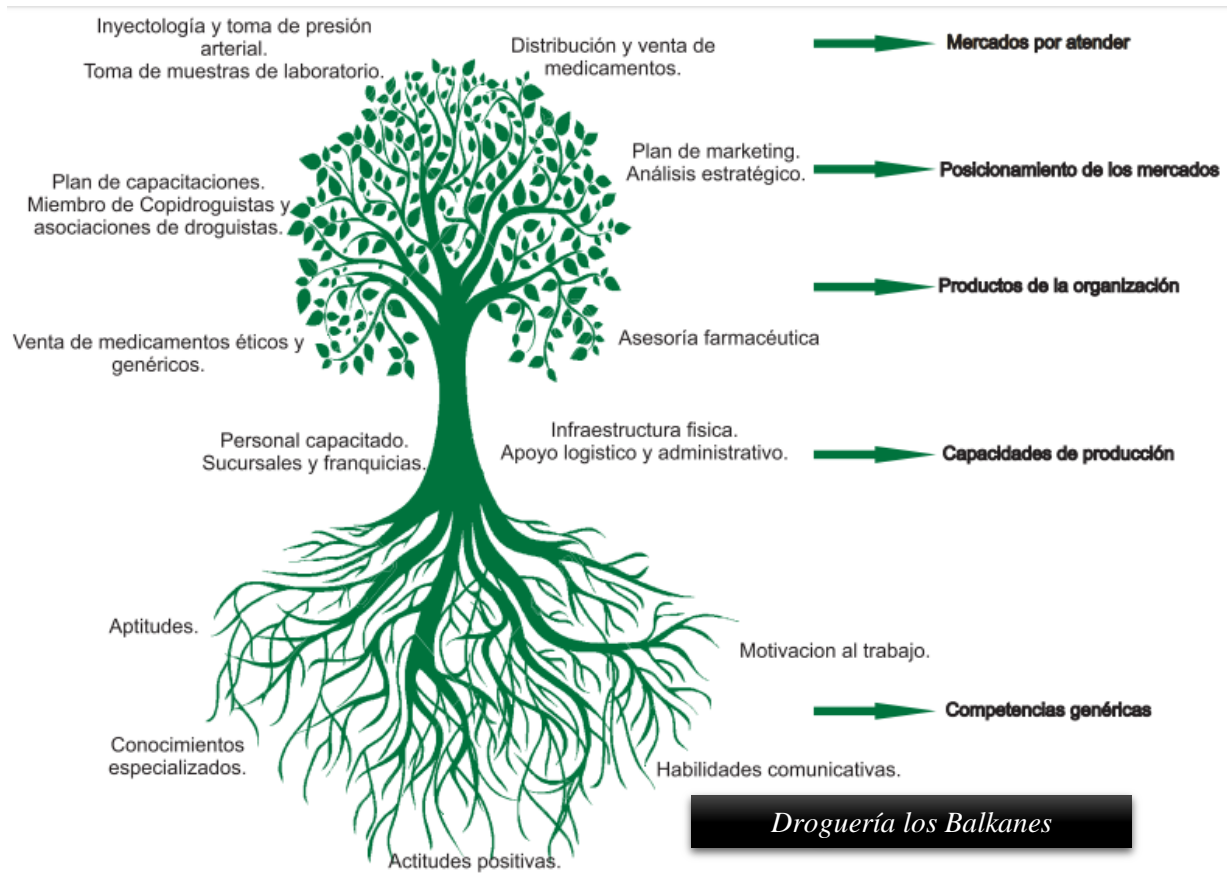 Inyectología y toma de presión
arterial.
Toma de muestras de laboratorio.
Distribución y venta de
medicamentos.
Mercados por atender
Plan de capacitaciones.
Miembro de Copidroguistas y
asociaciones de droguistas.
Plan de marketing.
Análisis estratégico.
Posicionamiento de los mercados
Productos de la organización
Venta de medicamentos éticos y
genéricos.
Asesoría farmacéutica
Personal capacitado.
Sucursales y franquicias.
Infraestructura fisica.
Apoyo logistico y administrativo.
Capacidades de producción
Aptitudes.
Motivacion al trabajo.
Competencias genéricas
Conocimientos
especializados.
Habilidades comunicativas.
Droguería los Balkanes
Actitudes positivas.